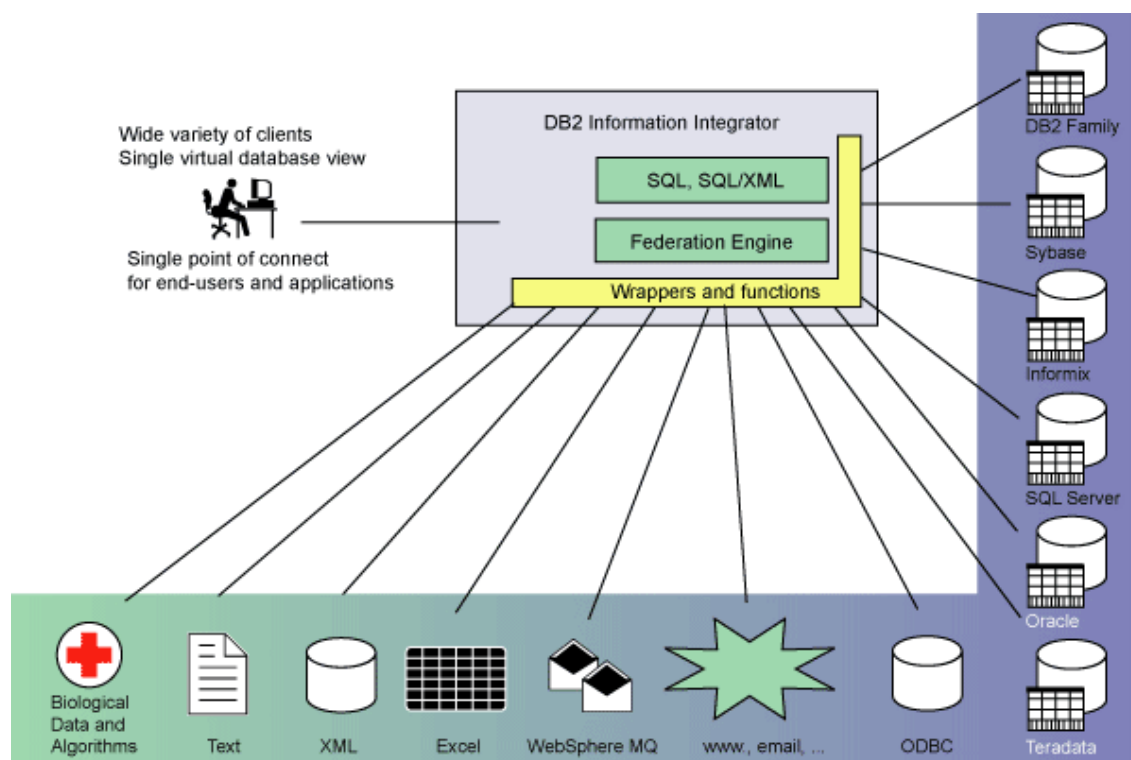 Wide variety of clients
Single virtual database view
Single point of connect
for end-users and applications
DB2 Information Integrator
SQL, SQL/XML
Federation Engine
Wrappers and functions
DB2 Family
Sybase
Informix
SQL Server
Oracle
Teradata
Biological
Data and
Algorithms
Text
XML
Excel
WebSphere MQ
www., email, ...
ODBC